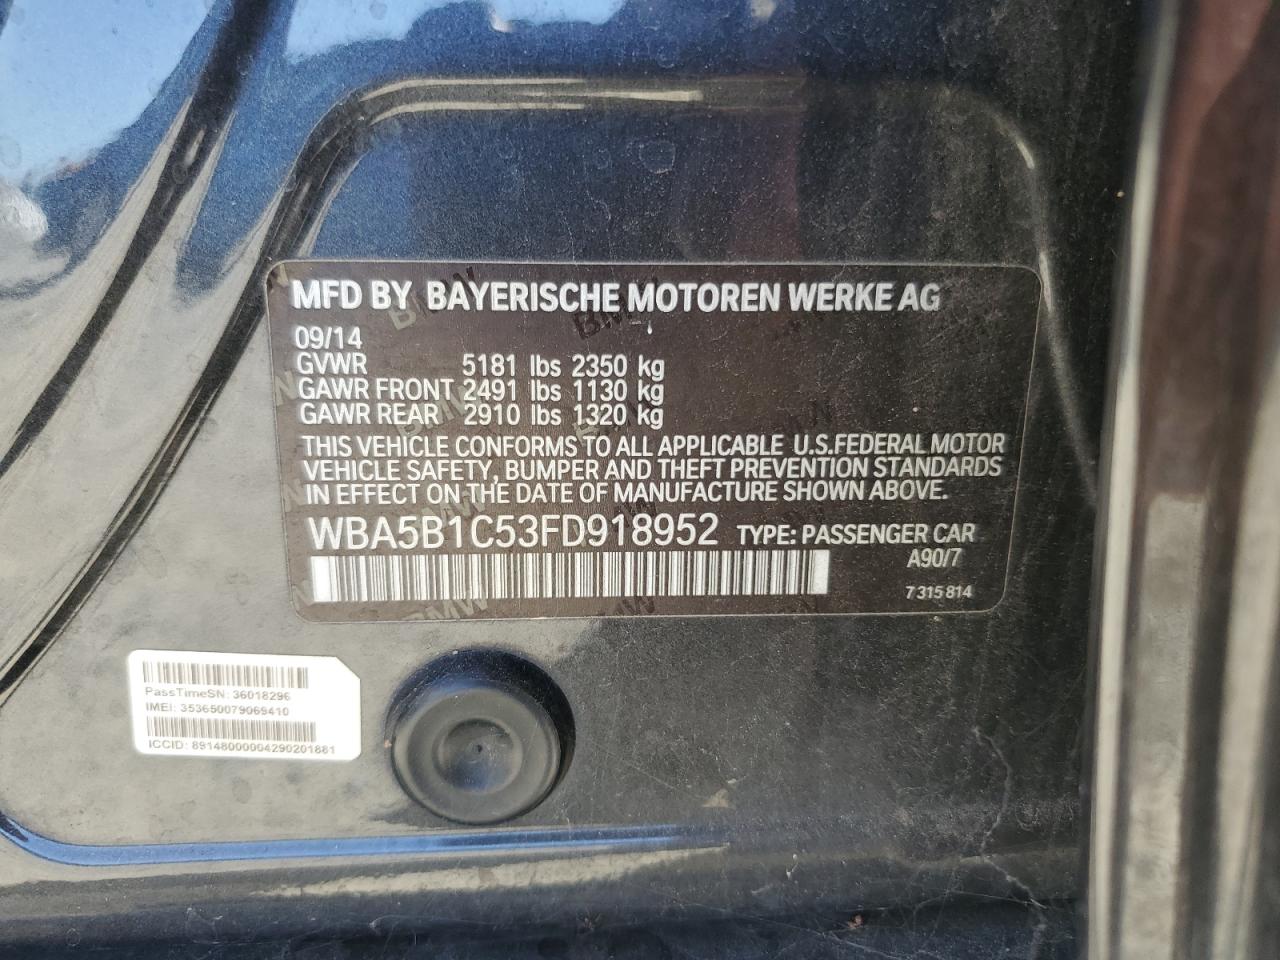 MFD BY BAYERISCHE MOTOREN WERKE AG
09/14
GVWR 5181 lbs 2350 kg
GAWR FRONT 2491 lbs 1130 kg
GAWR REAR 2910 lbs 1320 kg
THIS VEHICLE CONFORMS TO ALL APPLICABLE U.S.FEDERAL MOTOR
VEHICLE SAFETY, BUMPER AND THEFT PREVENTION STANDARDS
IN EFFECT ON THE DATE OF MANUFACTURE SHOWN ABOVE.
WBA5B1C53FD918952 TYPE: PASSENGER CAR
A90/7
7 315 814
PassTimeSN: 36018296
IMEI: 353650079069410
ICCID: 89148000004290201881